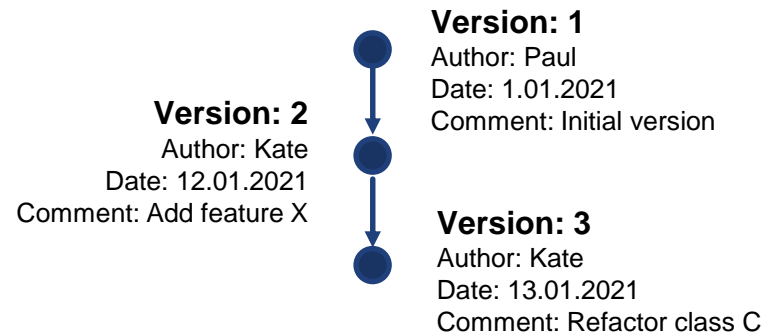 Version: 1
Author: Paul
Date: 1.01.2021
Comment: Initial version
Version: 2
Author: Kate
Date: 12.01.2021
Comment: Add feature X
Version: 3
Author: Kate
Date: 13.01.2021
Comment: Refactor class C